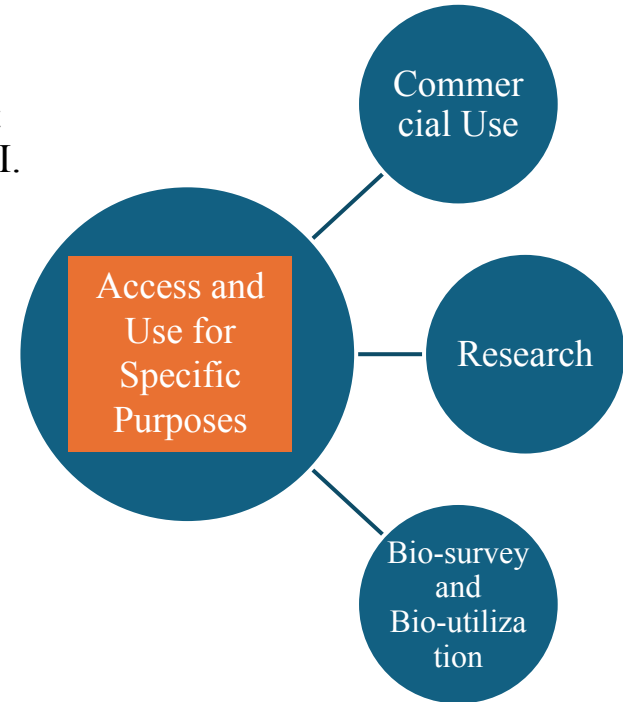 I.
Commer
cial Use
Access and
Use for
Specific
Purposes
Research
Bio-survey
and
Bio-utiliza
tion